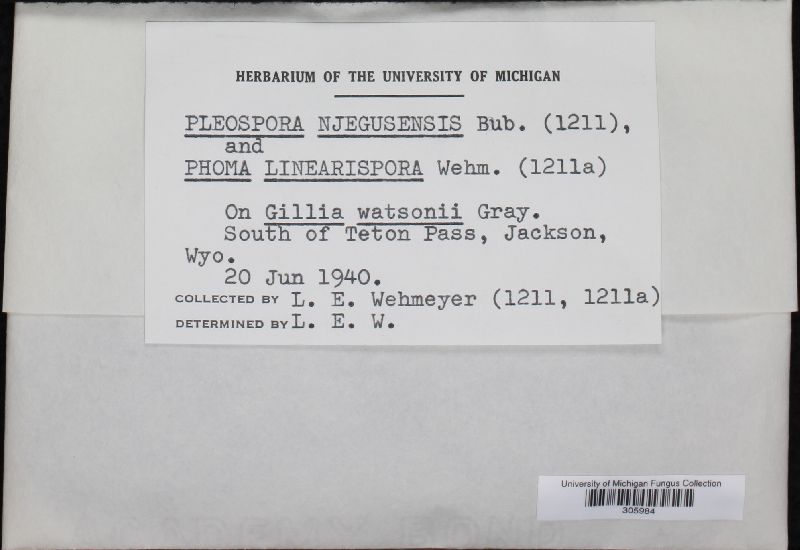 HERBARIUM OF THE UNIVERSITY OF MICHIGAN
PLEOSPORA NJEGUSENSIS Bub. (1211),
and
PHOMA LINEARISPORA Wehm. (1211a)
On Gillia watsonii Gray.
South of Teton Pass, Jackson,
Wyo.
20 Jun 1940.
COLLECTED BY L. E. Wehmeyer (1211, 1211a)
DETERMINED BY L. E. W.
University of Michigan Fungus Collection
305984